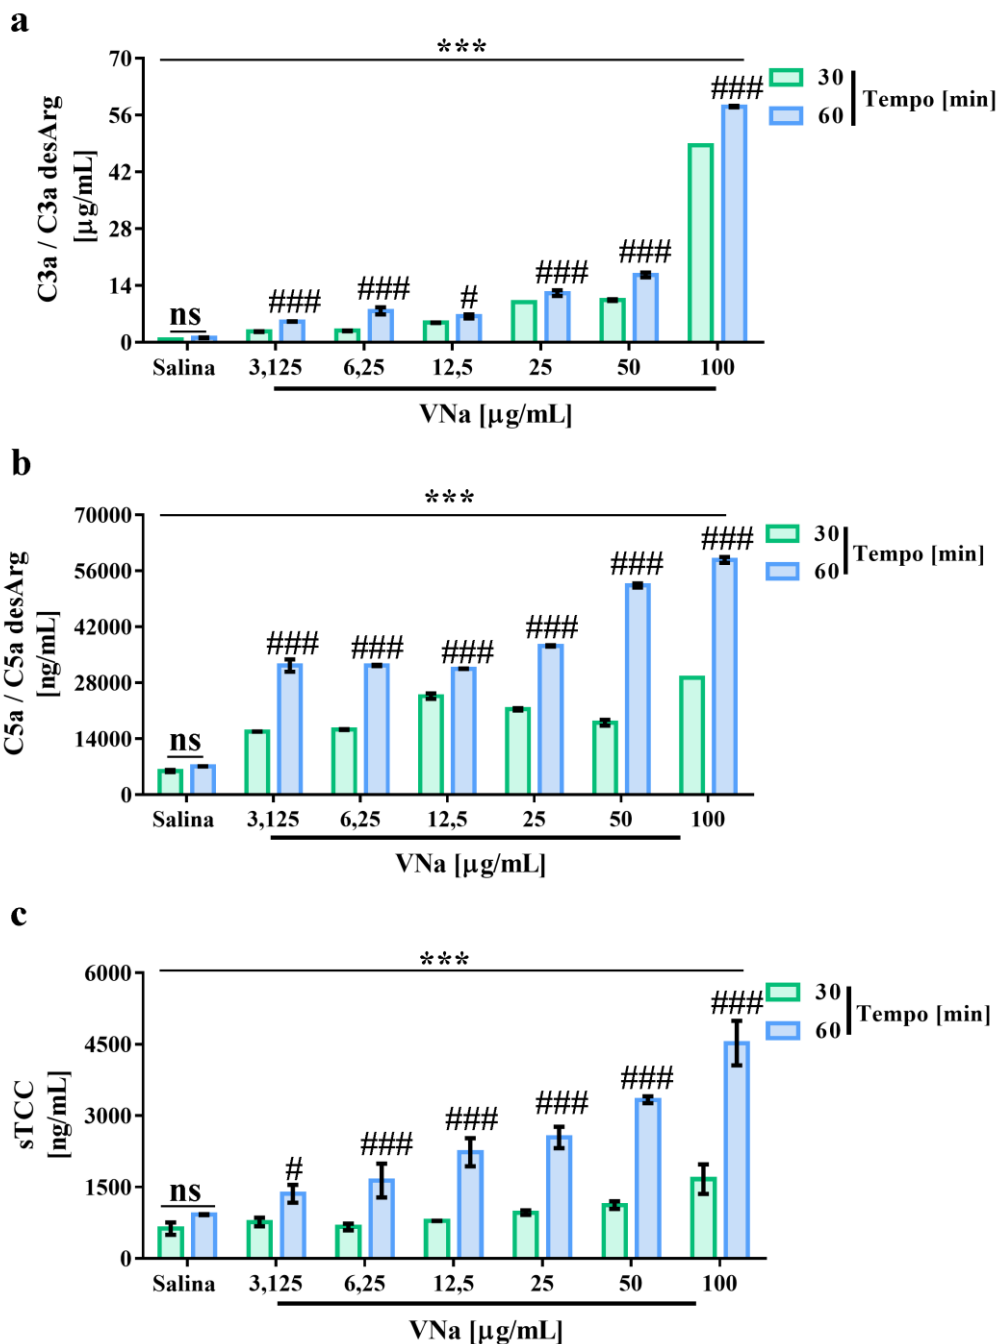 a
***
70
56
42
28
14
0
C3a / C3a desArg
[µg/mL]
ns
###
###
#
###
###
###
30
60
Tempo [min]
Salina 3,125 6,25 12,5 25 50 100
VNa [µg/mL]
b
***
70000
56000
42000
28000
14000
0
C5a / C5a desArg
[ng/mL]
ns
###
###
###
###
###
###
30
60
Tempo [min]
Salina 3,125 6,25 12,5 25 50 100
VNa [µg/mL]
c
***
6000
4500
3000
1500
0
sTCC
[ng/mL]
ns
#
###
###
###
###
###
30
60
Tempo [min]
Salina 3,125 6,25 12,5 25 50 100
VNa [µg/mL]